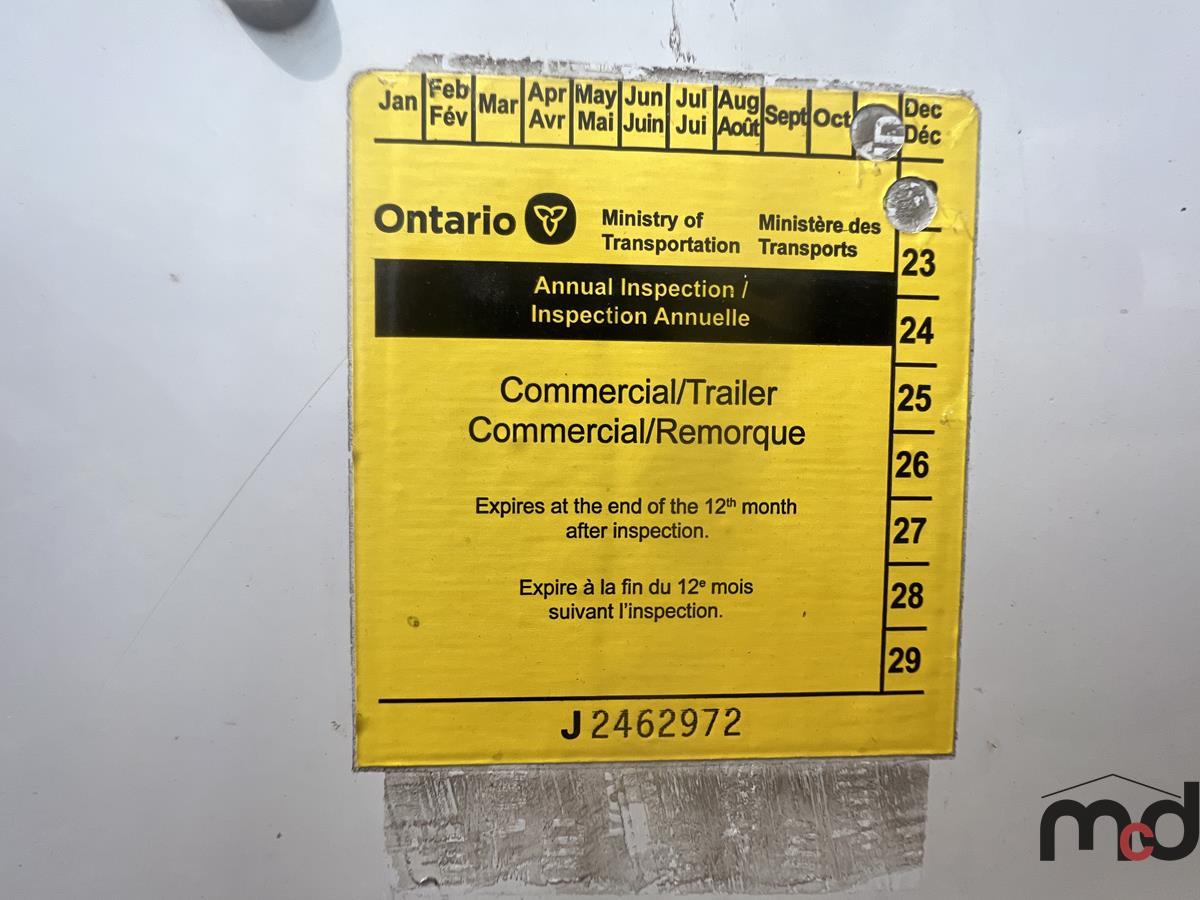 Jan Feb Fév Mar Apr Avr May Mai Jun Juin Jul Jui Aug Août Sept Oct Dec Déc
Ontario Ministry of Transportation Ministère des Transports
23
Annual Inspection /
Inspection Annuelle
24
Commercial/Trailer
25
Commercial/Remorque
26
Expires at the end of the 12th month
after inspection.
27
Expire à la fin du 12e mois
suivant l'inspection.
28
29
J 2462972
mcd